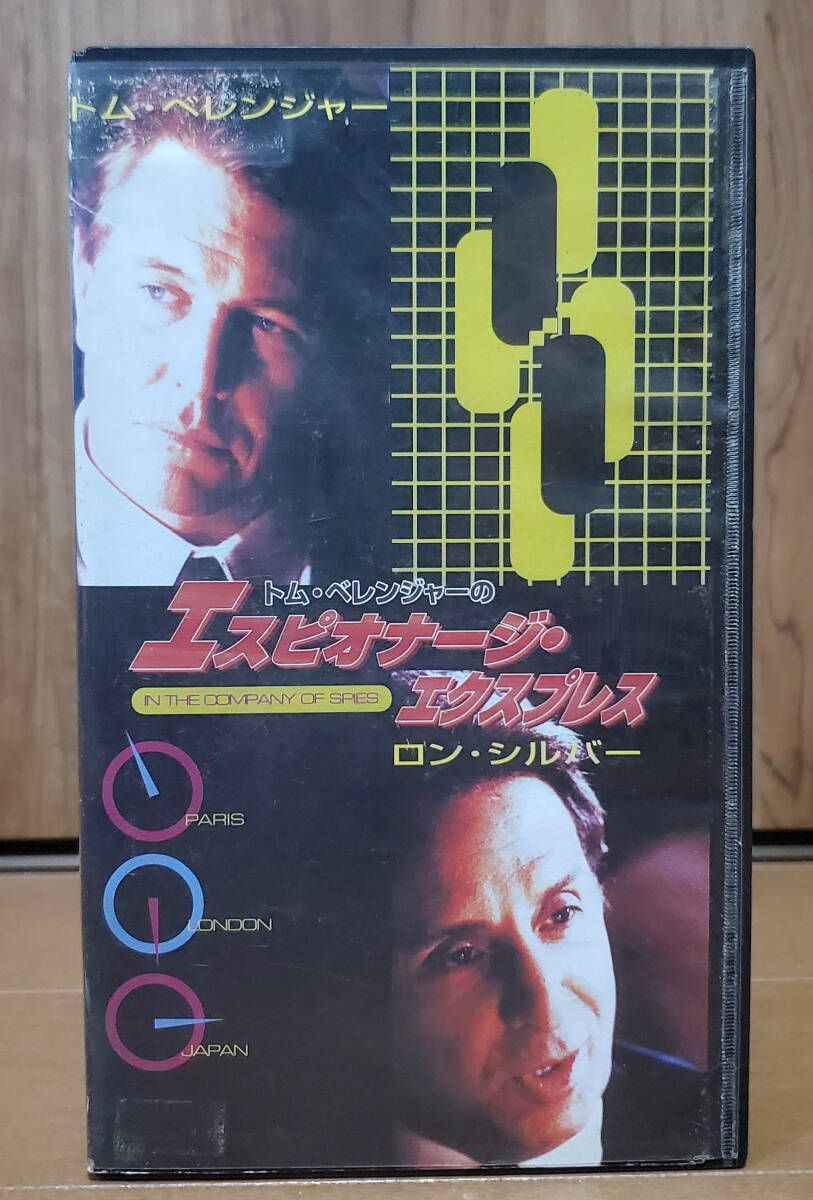 トム・ベレンジャー
トム・ベレンジャーの
エスピオナージ・
エクスプレス
IN THE COMPANY OF SPIES
ロン・シルバー
PARIS
LONDON
JAPAN